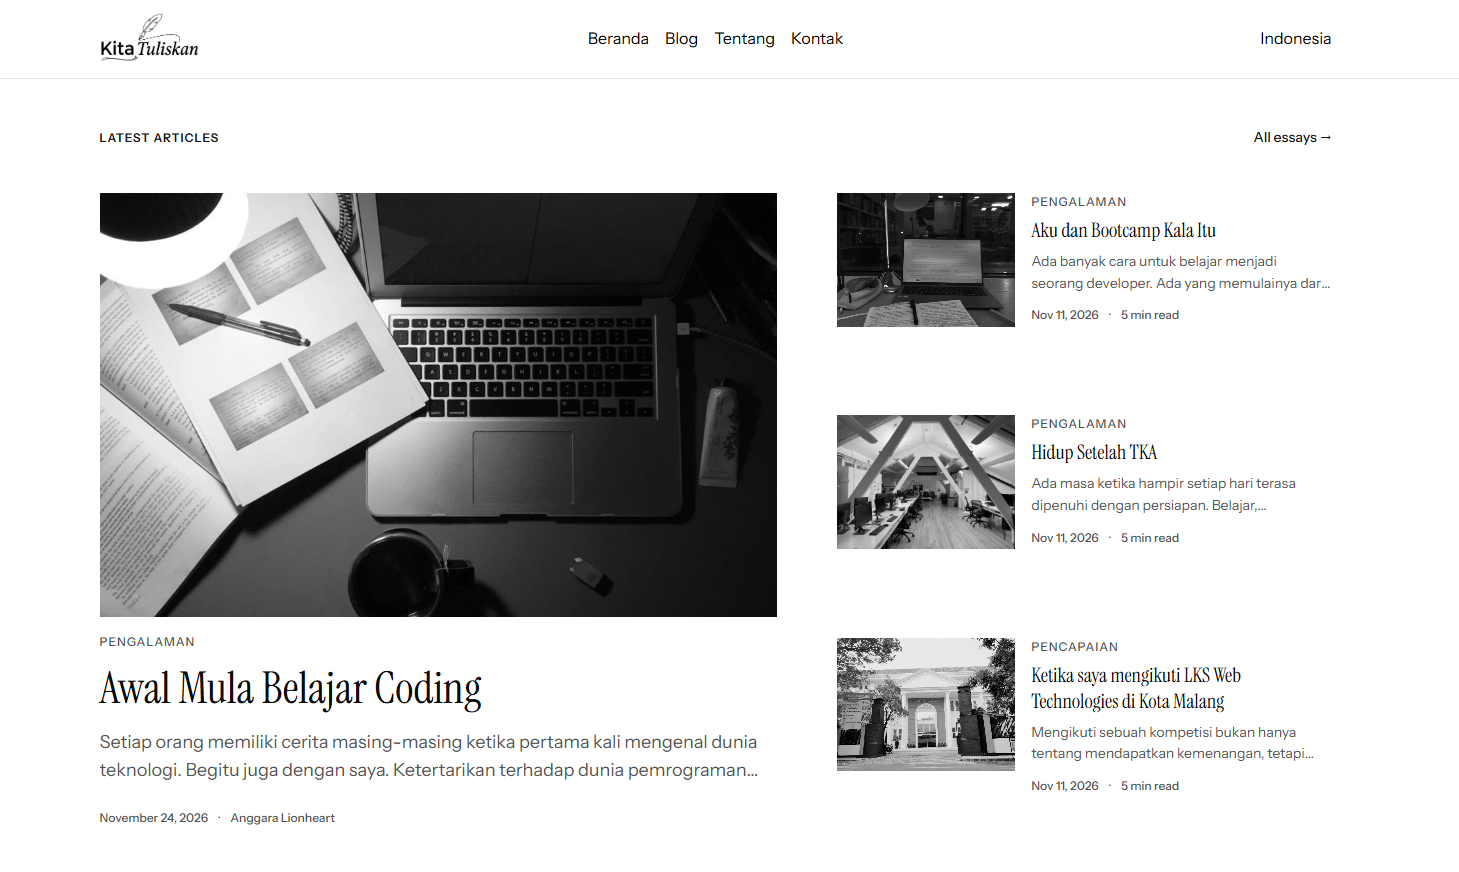 Kita Tuliskan
Beranda Blog Tentang Kontak
Indonesia
LATEST ARTICLES
All essays →
PENGALAMAN
Awal Mula Belajar Coding
Setiap orang memiliki cerita masing-masing ketika pertama kali mengenal dunia
teknologi. Begitu juga dengan saya. Ketertarikan terhadap dunia pemrograman...
November 24, 2026 · Anggara Lionheart
PENGALAMAN
Aku dan Bootcamp Kala Itu
Ada banyak cara untuk belajar menjadi
seorang developer. Ada yang memulainya dar...
Nov 11, 2026 · 5 min read
PENGALAMAN
Hidup Setelah TKA
Ada masa ketika hampir setiap hari terasa
dipenuhi dengan persiapan. Belajar,...
Nov 11, 2026 · 5 min read
PENCAPAIAN
Ketika saya mengikuti LKS Web
Technologies di Kota Malang
Mengikuti sebuah kompetisi bukan hanya
tentang mendapatkan kemenangan, tetapi...
Nov 11, 2026 · 5 min read